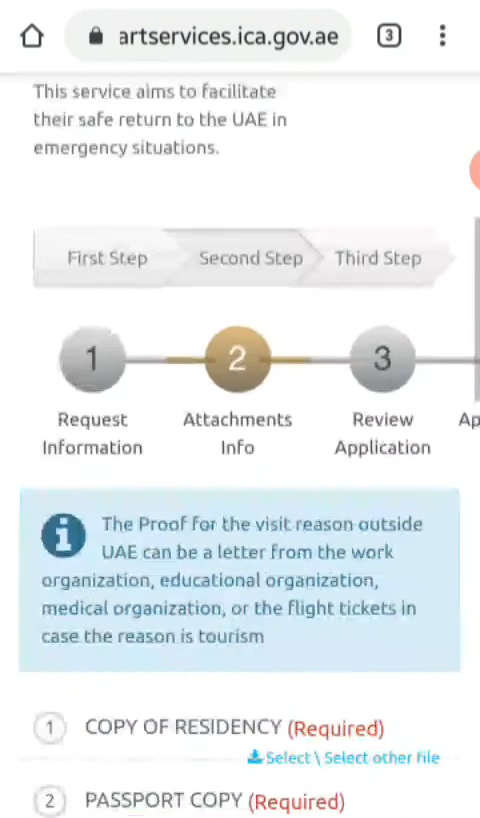 artservices.ica.gov.ae
3
This service aims to facilitate
their safe return to the UAE in
emergency situations.
First Step
Second Step
Third Step
1
2
3
Request
Information
Attachments
Info
Review
Application
Ap
The Proof for the visit reason outside
UAE can be a letter from the work
organization, educational organization,
medical organization, or the flight tickets in
case the reason is tourism
1 COPY OF RESIDENCY (Required)
Select \ Select other file
2 PASSPORT COPY (Required)